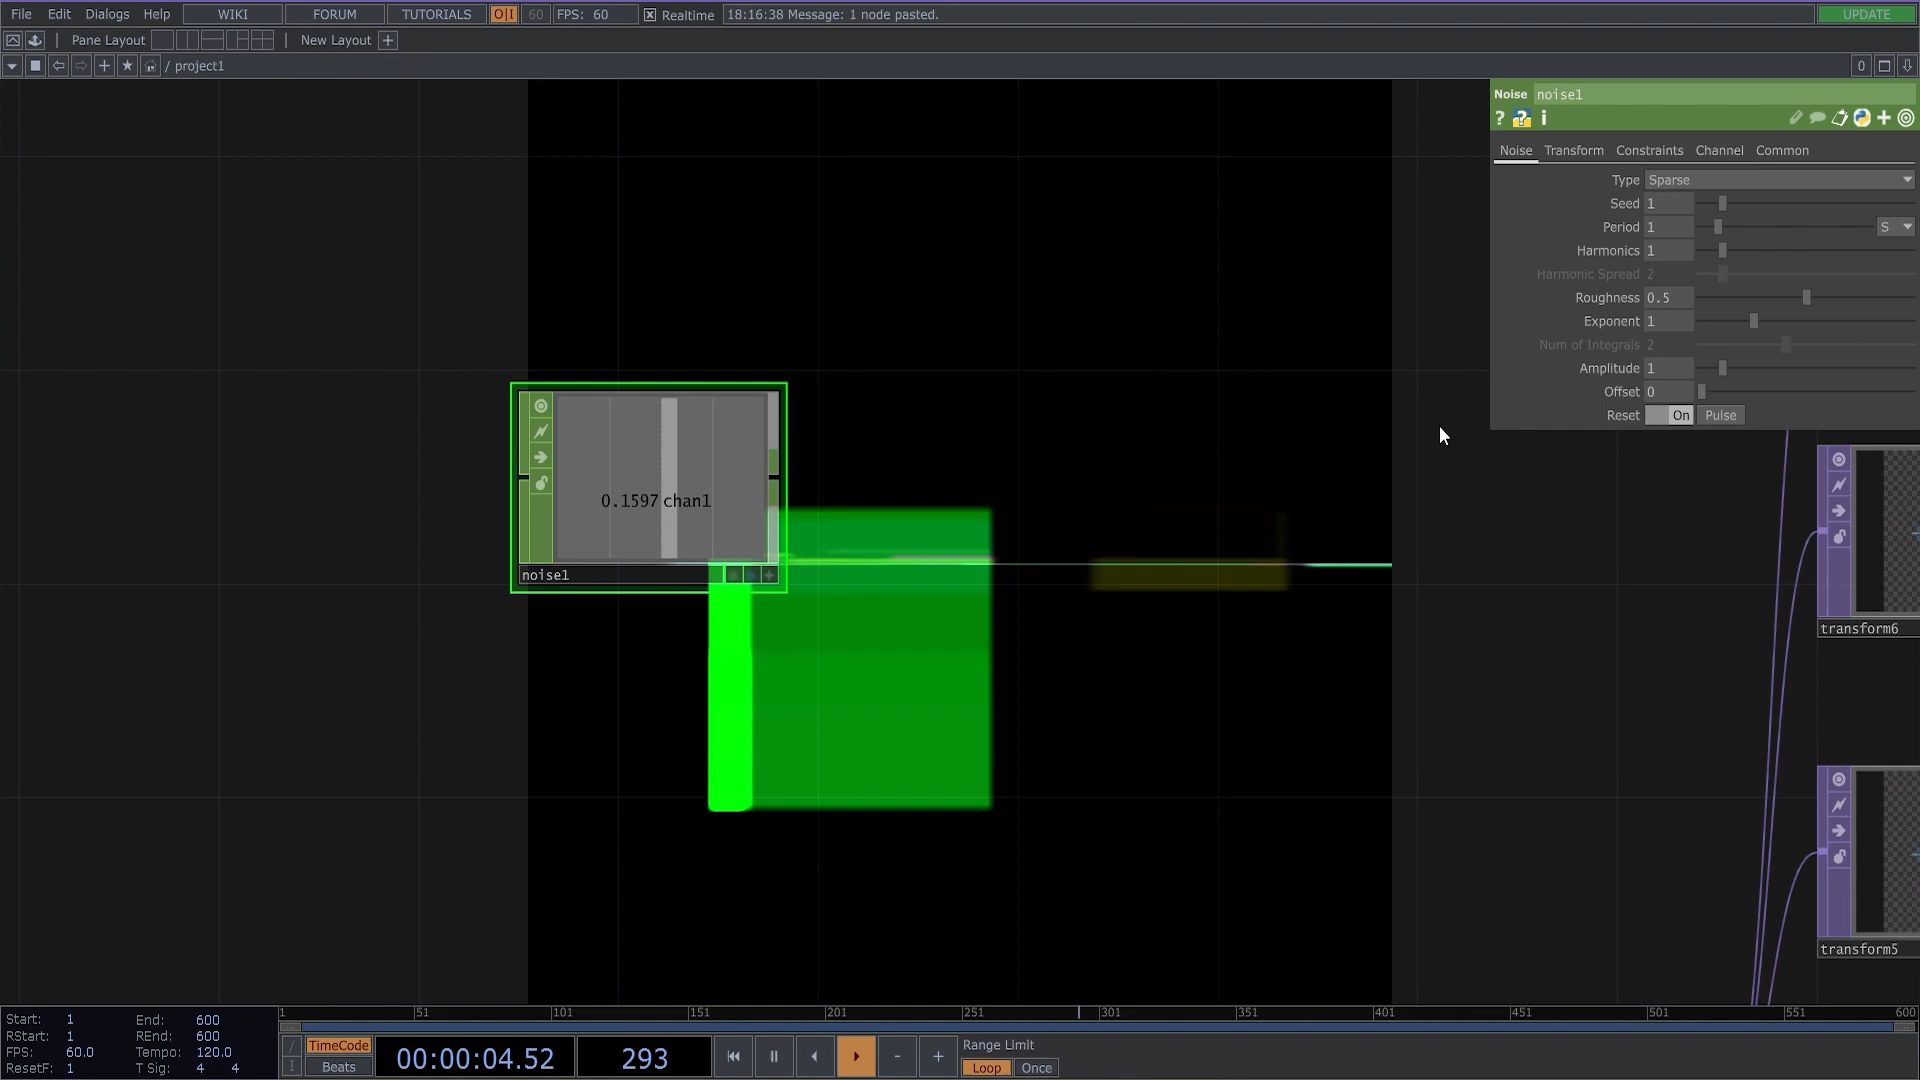 File Edit Dialogs Help WIKI FORUM TUTORIALS O|I 60 FPS: 60 Realtime 18:16:38 Message: 1 node pasted. UPDATE
Pane Layout New Layout +
/ project1 0
Noise noise1
? ? i
Noise Transform Constraints Channel Common
Type Sparse
Seed 1
Period 1 S
Harmonics 1
Harmonic Spread 2
Roughness 0.5
Exponent 1
Num of Integrals 2
Amplitude 1
Offset 0
Reset On Pulse
0.1597 chan1
noise1
transform6
transform5
1 51 101 151 201 251 301 351 401 451 501 551 600
Start: 1 End: 600
RStart: 1 REnd: 600
FPS: 60.0 Tempo: 120.0
ResetF: 1 T Sig: 4 4
/ TimeCode
I Beats
00:00:04.52 293 - +
Range Limit
Loop Once